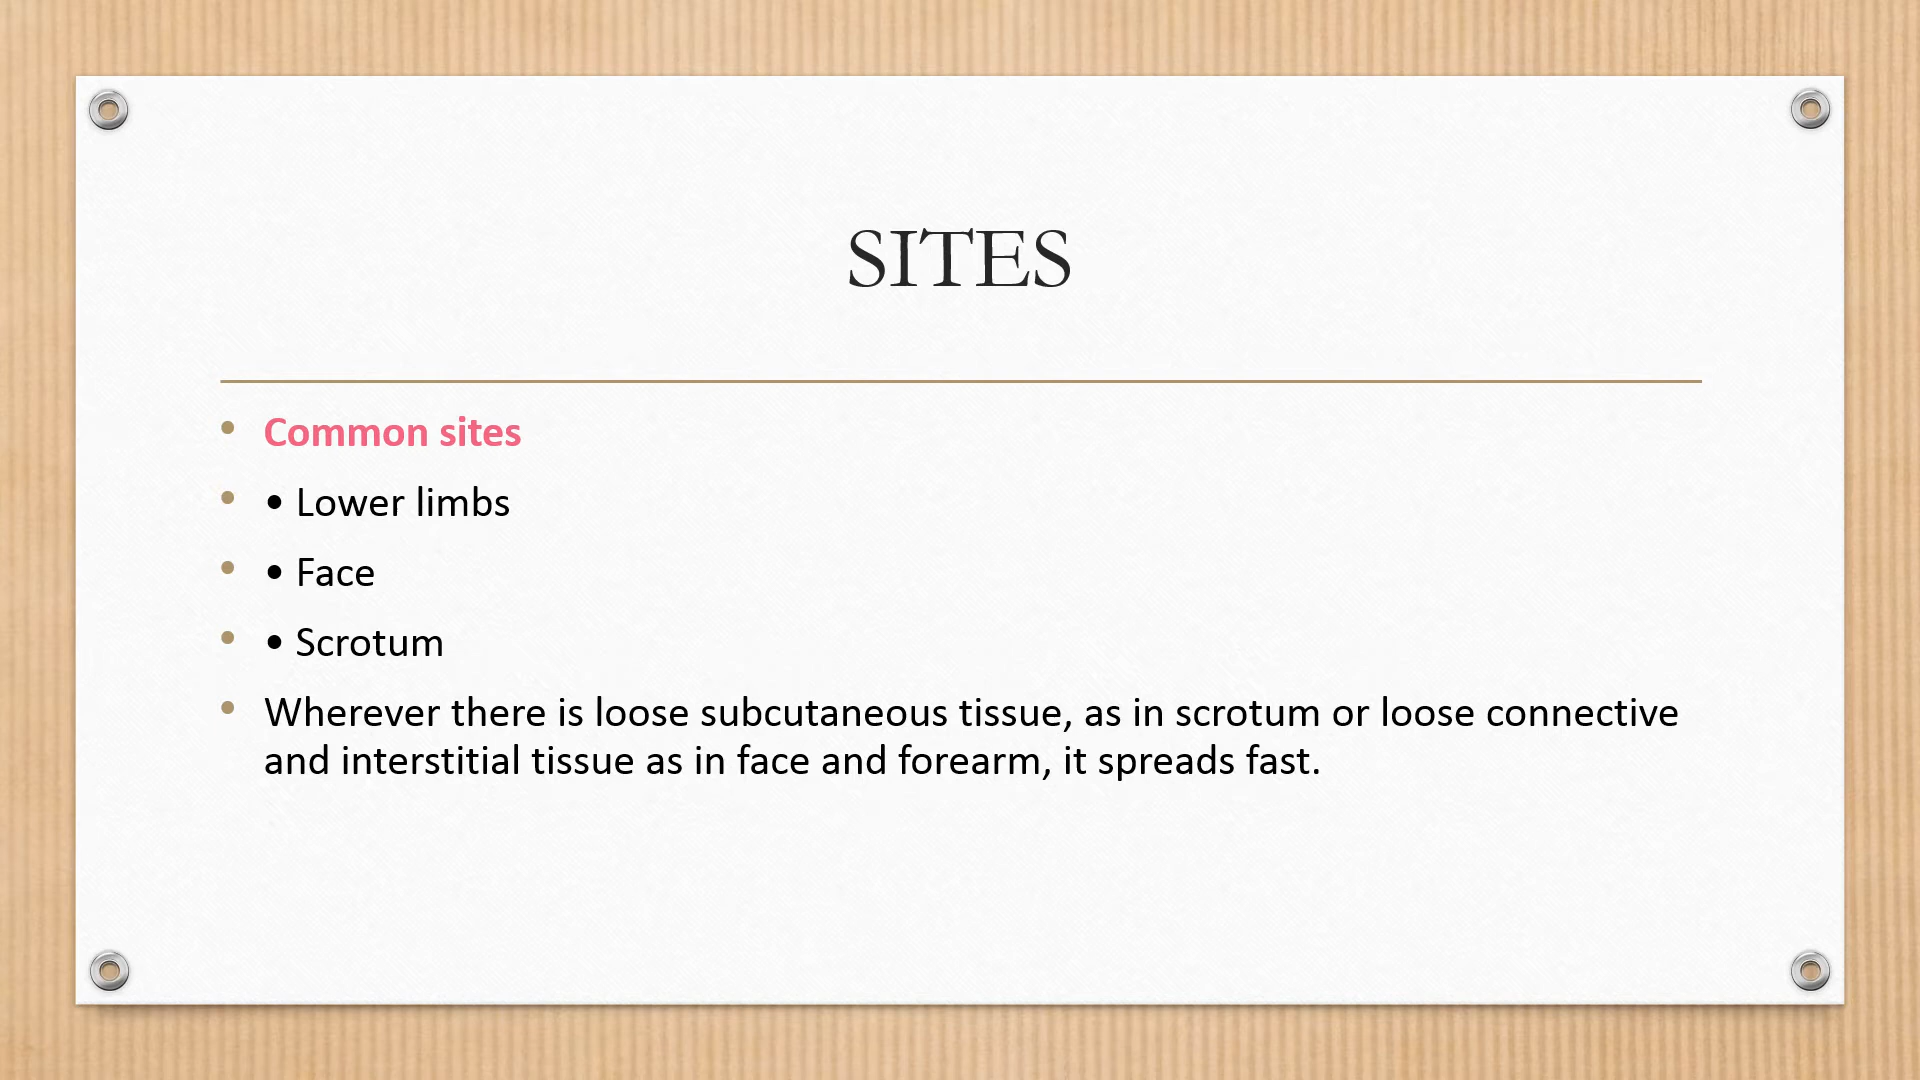 SITES
• Common sites
• • Lower limbs
• • Face
• • Scrotum
• Wherever there is loose subcutaneous tissue, as in scrotum or loose connective
and interstitial tissue as in face and forearm, it spreads fast.